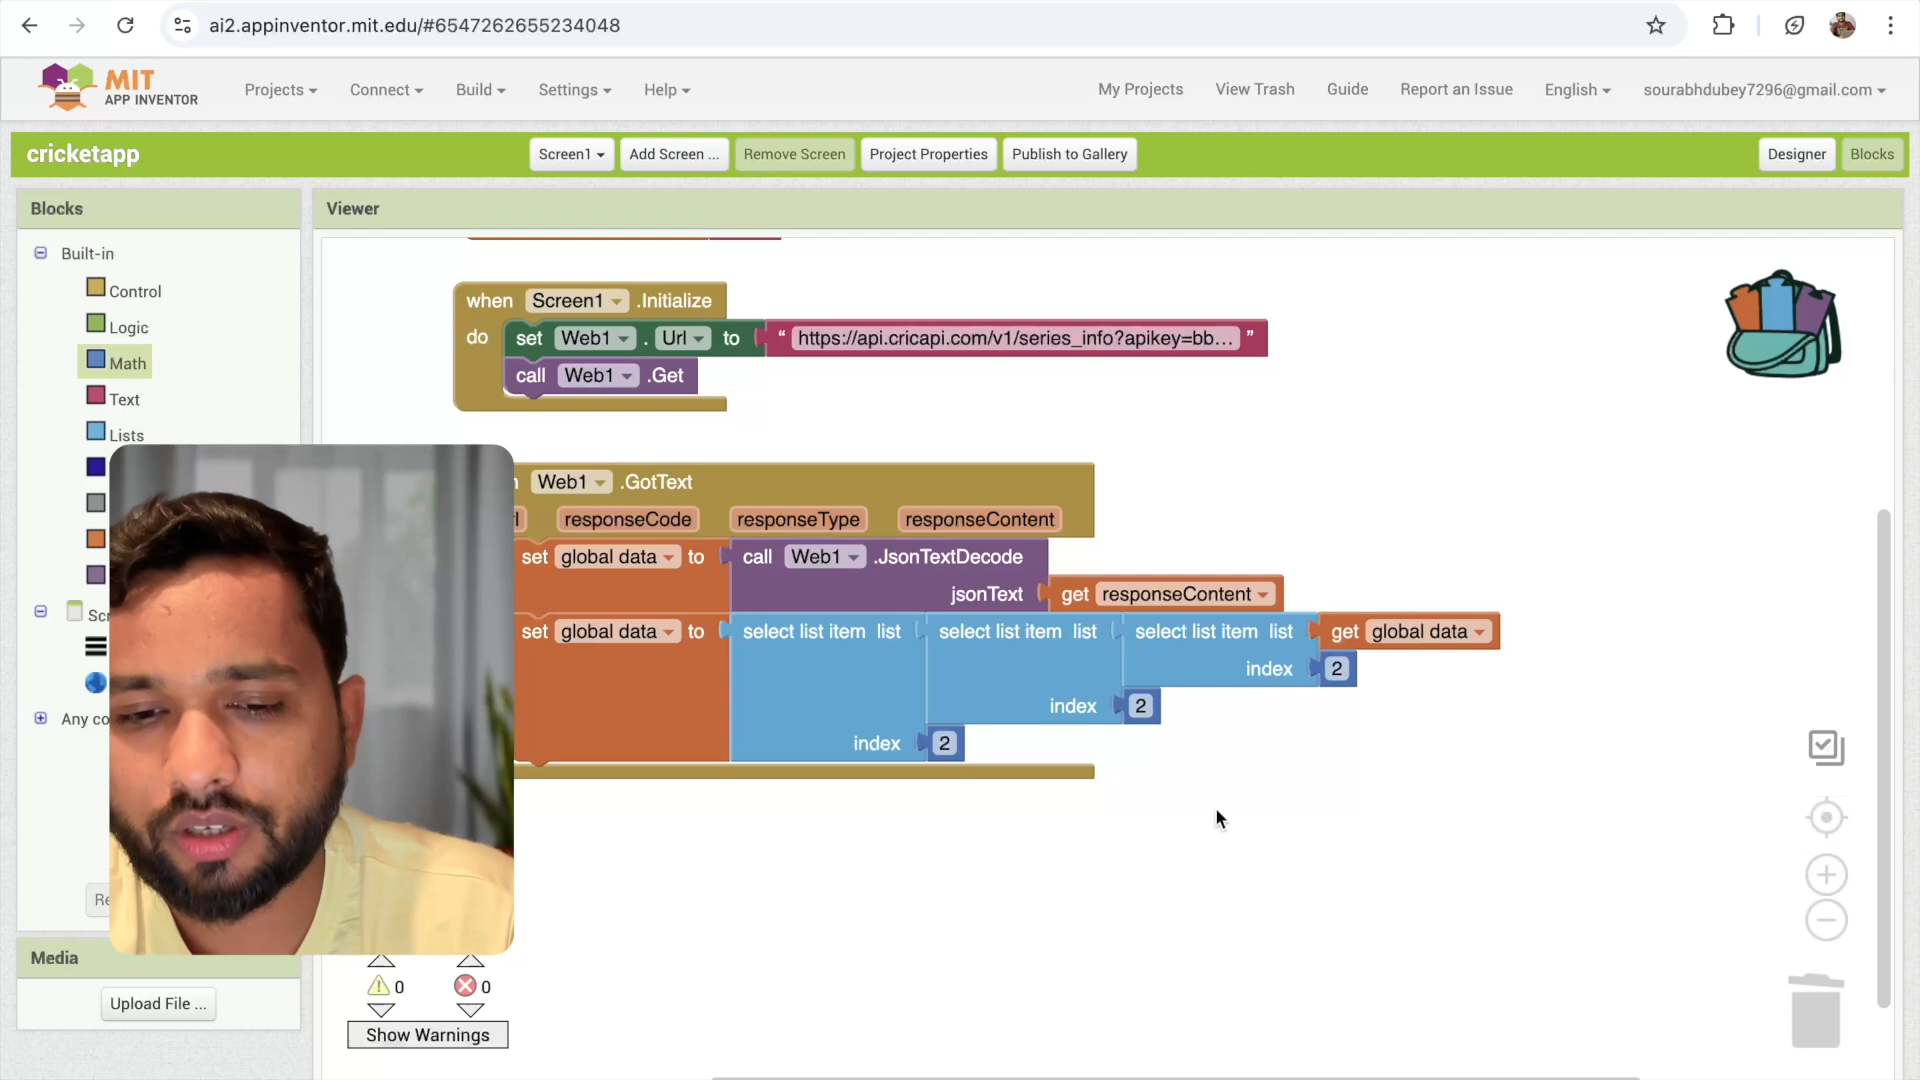 ai2.appinventor.mit.edu/#6547262655234048
MIT
APP INVENTOR
Projects
Connect
Build
Settings
Help
My Projects
View Trash
Guide
Report an Issue
English
sourabhdubey7296@gmail.com
cricketapp
Screen1
Add Screen ...
Remove Screen
Project Properties
Publish to Gallery
Designer
Blocks
Blocks
Viewer
Built-in
Control
Logic
Math
Text
Lists
Any co
Media
Upload File ...
when Screen1 .Initialize
do set Web1 . Url to “ https://api.cricapi.com/v1/series_info?apikey=bb... ”
call Web1 .Get
Web1 .GotText
responseCode responseType responseContent
set global data to call Web1 .JsonTextDecode
jsonText get responseContent
set global data to select list item list select list item list select list item list get global data
index 2
index 2
index 2
0
0
Show Warnings